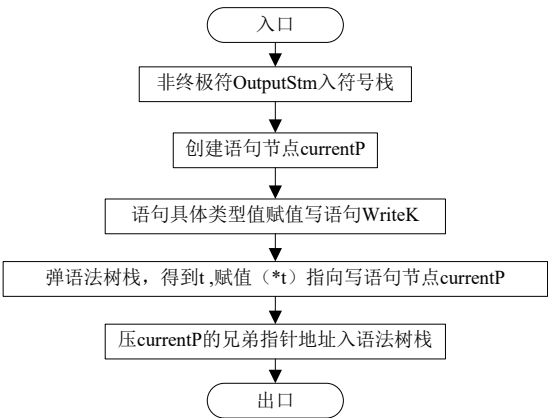 入口
非终极符OutputStm入符号栈
创建语句节点currentP
语句具体类型值赋值写语句WriteK
弹语法树栈，得到t ,赋值（*t）指向写语句节点currentP
压currentP的兄弟指针地址入语法树栈
出口